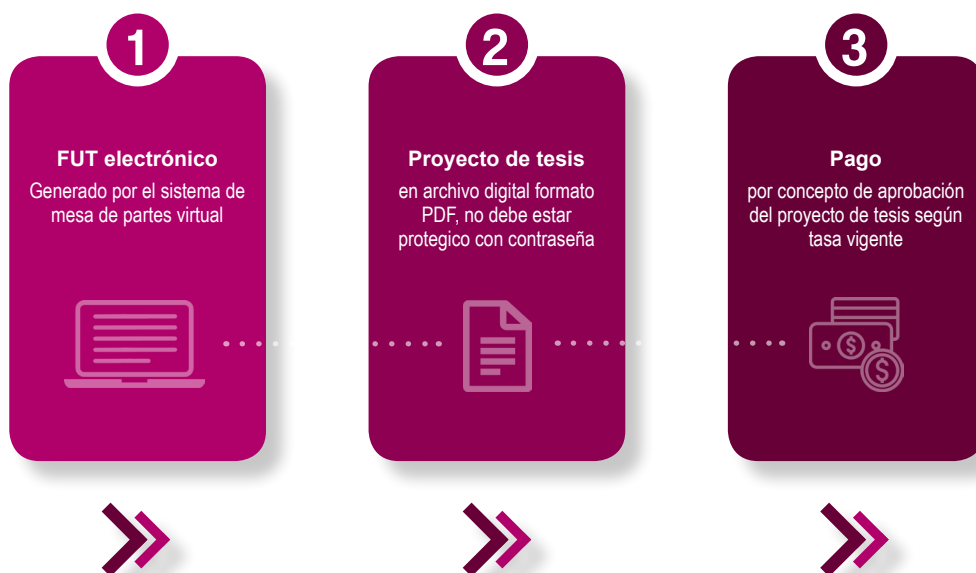 1
FUT electrónico
Generado por el sistema de
mesa de partes virtual
2
Proyecto de tesis
en archivo digital formato
PDF, no debe estar
protegico con contraseña
3
Pago
por concepto de aprobación
del proyecto de tesis según
tasa vigente